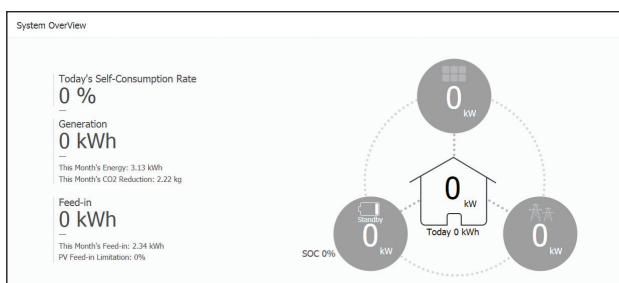 System OverView
Today's Self-Consumption Rate
0 %
Generation
0 kWh
This Month's Energy: 3.13 kWh
This Month's CO2 Reduction: 2.22 kg
Feed-in
0 kWh
This Month's Feed-in: 2.34 kWh
PV Feed-in Limitation: 0%
0
kW
0
kW
Today 0 kWh
Standby
0
kW
SOC 0%
0
kW